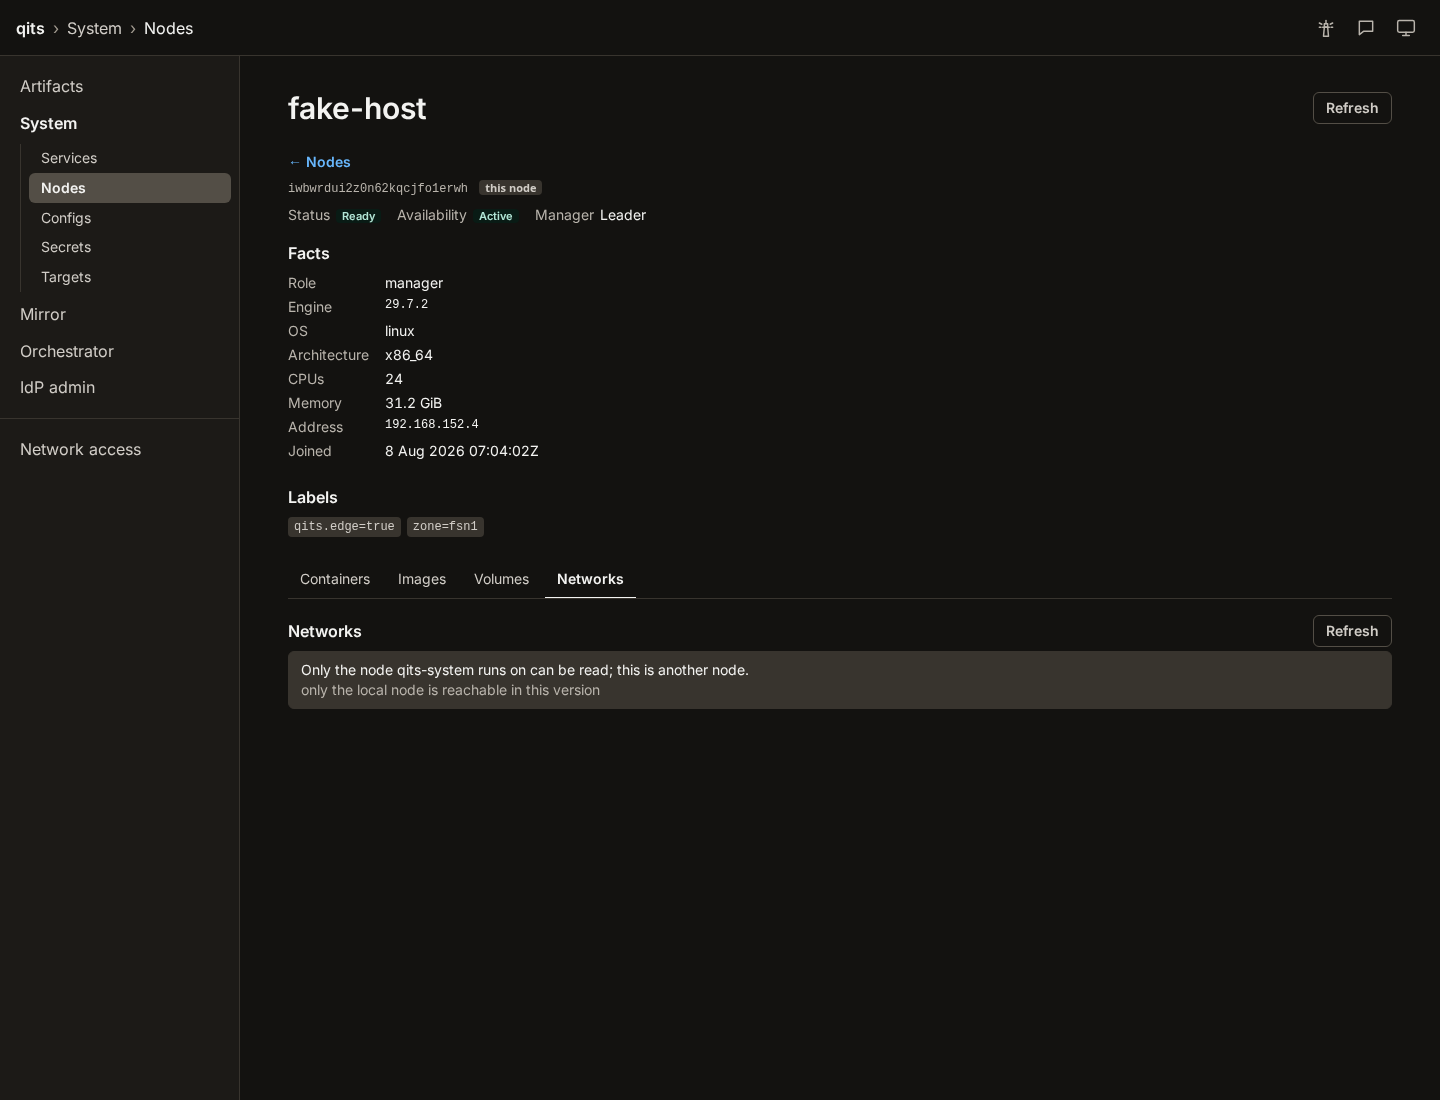 qits › System › Nodes
Artifacts
System
Services
Nodes
Configs
Secrets
Targets
Mirror
Orchestrator
IdP admin
Network access
fake-host
Refresh
← Nodes
iwbwrdui2z0n62kqcjfo1erwh this node
Status Ready Availability Active Manager Leader
Facts
Role manager
Engine 29.7.2
OS linux
Architecture x86_64
CPUs 24
Memory 31.2 GiB
Address 192.168.152.4
Joined 8 Aug 2026 07:04:02Z
Labels
qits.edge=true zone=fsn1
Containers Images Volumes Networks
Networks
Refresh
Only the node qits-system runs on can be read; this is another node.
only the local node is reachable in this version